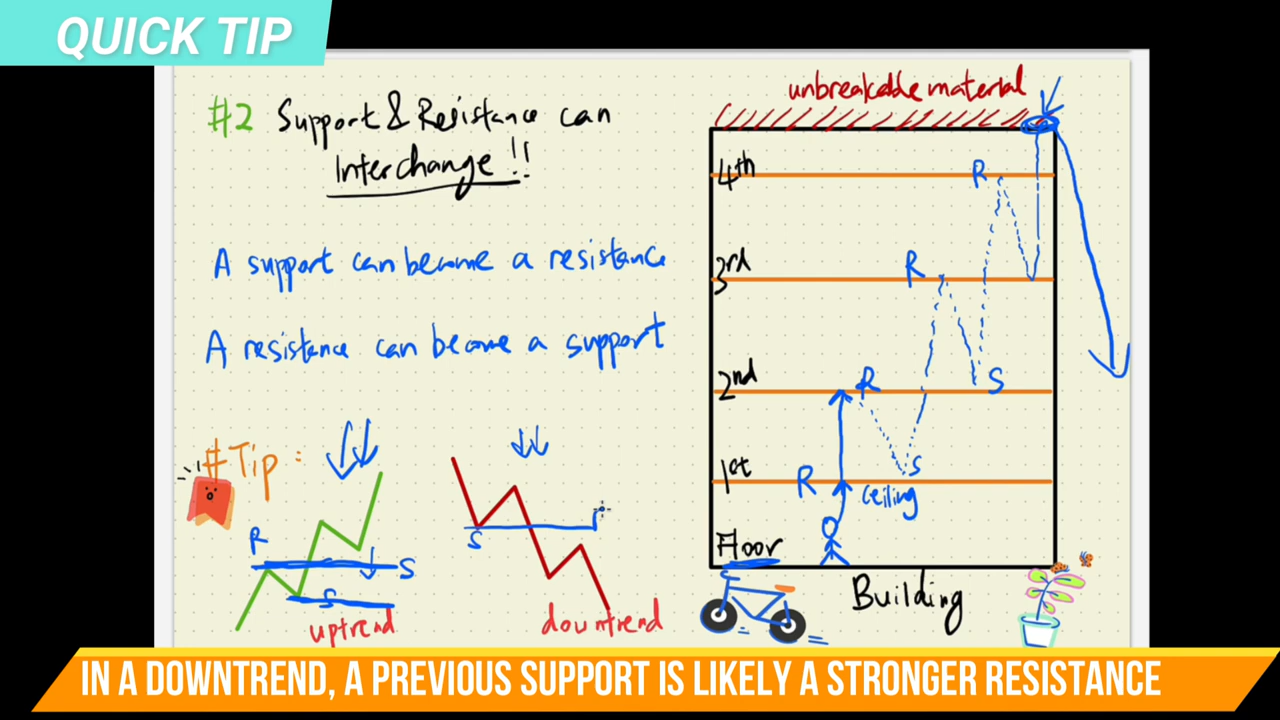 QUICK TIP
#2 Support & Resistance can
Interchange!!
A support can become a resistance
A resistance can become a support
#Tip:
R
S
S
uptrend
S
r
downtrend
unbreakable material
4th
R
3rd
R
2nd
R
S
1st
R
S
ceiling
Floor
Building
IN A DOWNTREND, A PREVIOUS SUPPORT IS LIKELY A STRONGER RESISTANCE